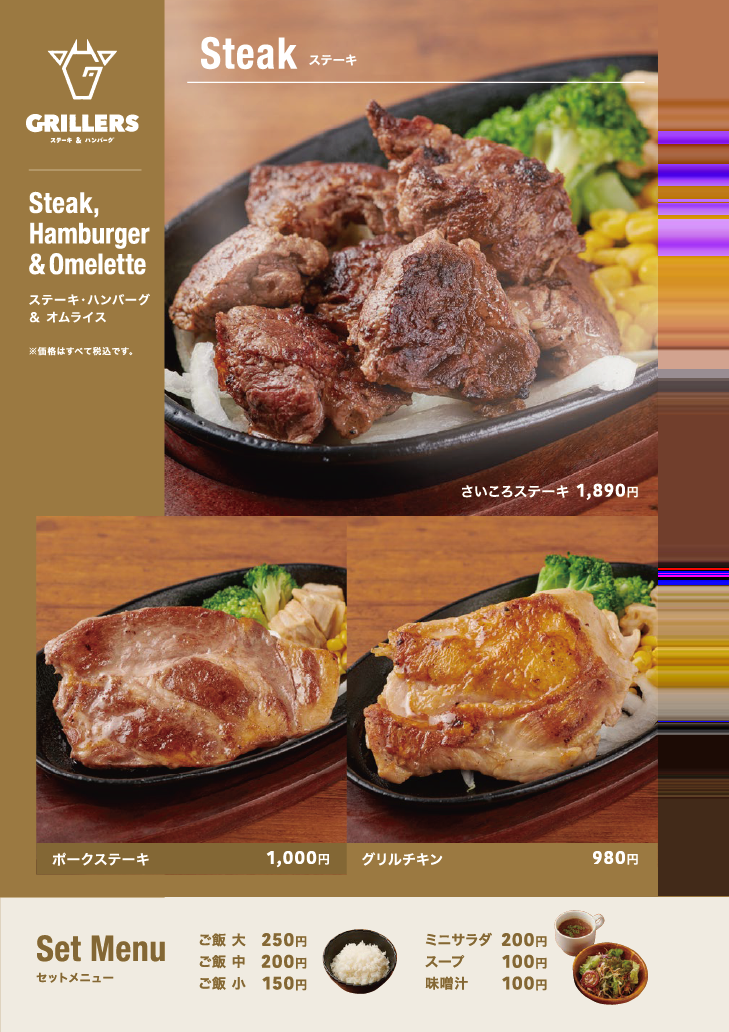 Steak ステーキ
GRILLERS
ステーキ & ハンバーグ
Steak,
Hamburger
& Omelette
ステーキ・ハンバーグ
& オムライス
※価格はすべて税込です。
さいころステーキ 1,890円
ポークステーキ 1,000円
グリルチキン 980円
Set Menu
セットメニュー
ご飯 大 250円
ご飯 中 200円
ご飯 小 150円
ミニサラダ 200円
スープ 100円
味噌汁 100円